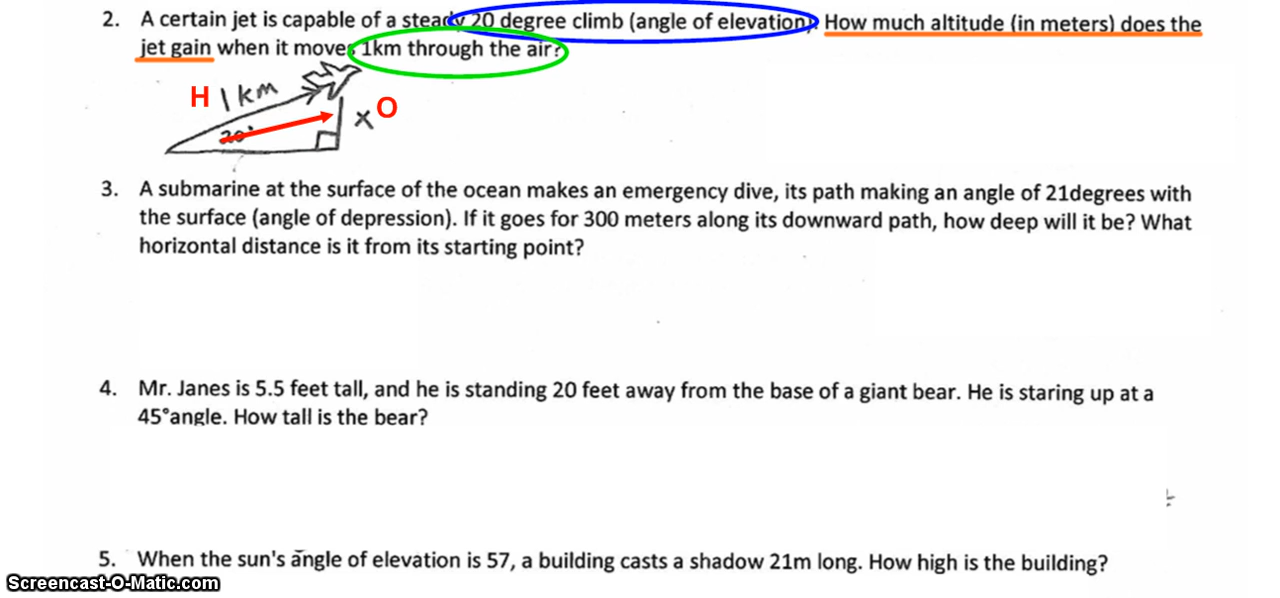 2. A certain jet is capable of a steady 20 degree climb (angle of elevation) How much altitude (in meters) does the
jet gain when it moves 1km through the air?
H 1 km
20° x O
3. A submarine at the surface of the ocean makes an emergency dive, its path making an angle of 21degrees with
the surface (angle of depression). If it goes for 300 meters along its downward path, how deep will it be? What
horizontal distance is it from its starting point?
4. Mr. Janes is 5.5 feet tall, and he is standing 20 feet away from the base of a giant bear. He is staring up at a
45°angle. How tall is the bear?
5. When the sun's angle of elevation is 57, a building casts a shadow 21m long. How high is the building?
Screencast-O-Matic.com